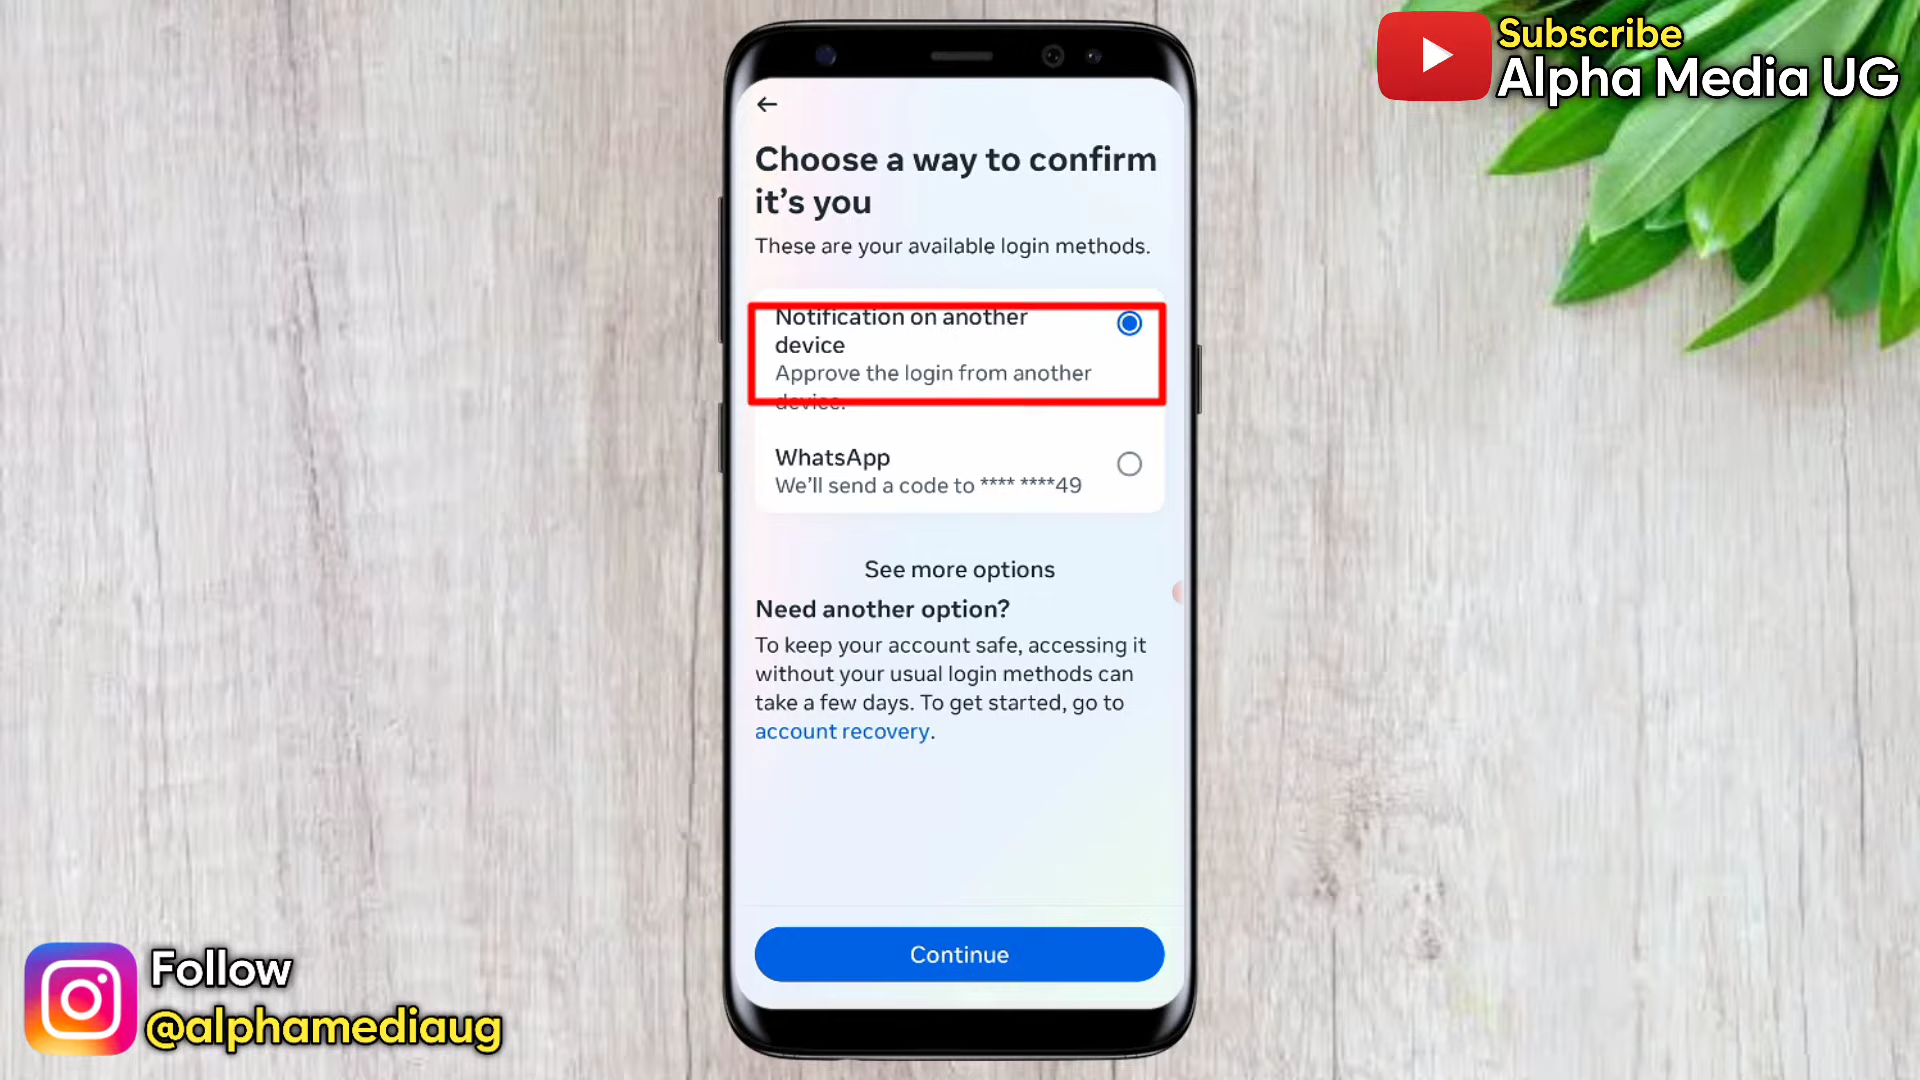 Subscribe
Alpha Media UG
Choose a way to confirm
it’s you
These are your available login methods.
Notification on another
device
Approve the login from another
device.
WhatsApp
We’ll send a code to **** ****49
See more options
Need another option?
To keep your account safe, accessing it
without your usual login methods can
take a few days. To get started, go to
account recovery.
Continue
Follow
@alphamediaug